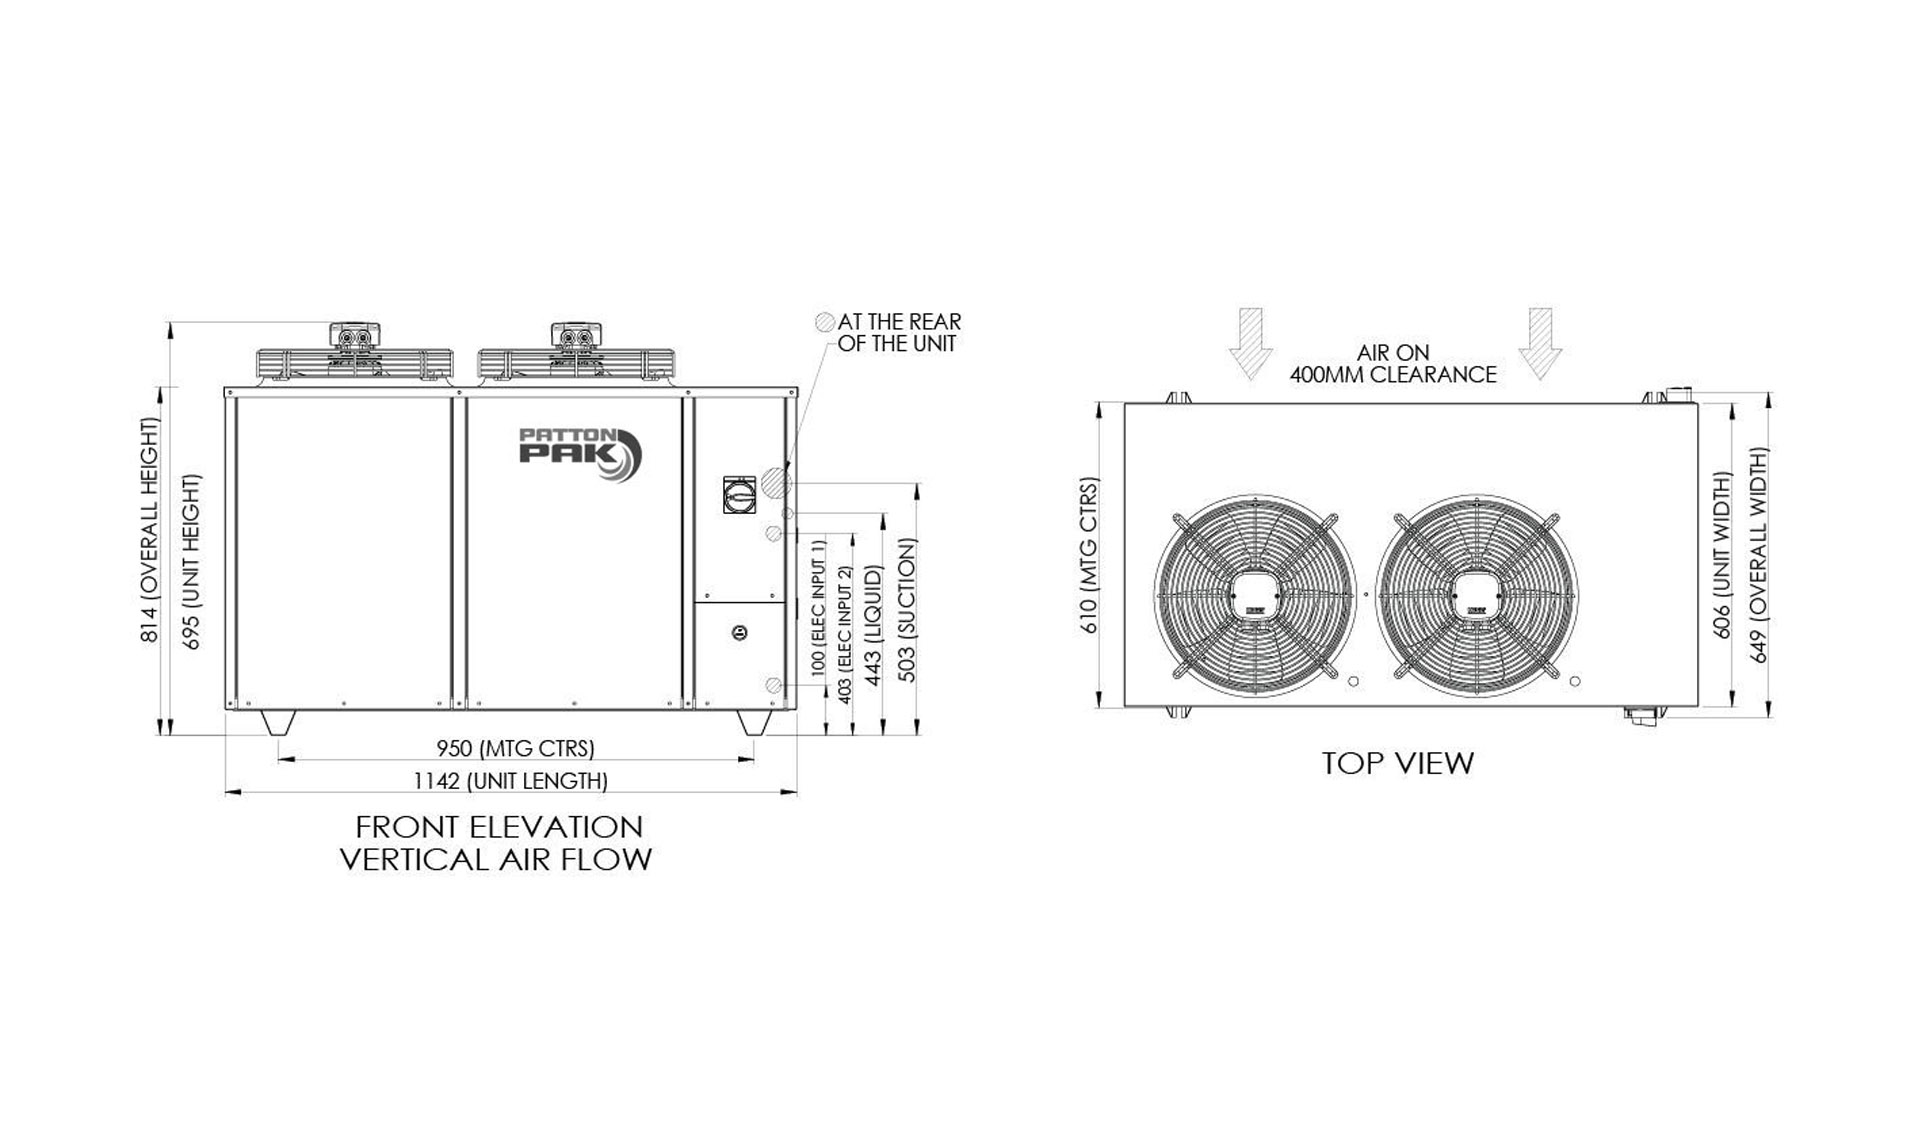 AT THE REAR
OF THE UNIT
PATTON
PAK
814 (OVERALL HEIGHT)
695 (UNIT HEIGHT)
100 (ELEC INPUT 1)
403 (ELEC INPUT 2)
443 (LIQUID)
503 (SUCTION)
950 (MTG CTRS)
1142 (UNIT LENGTH)
FRONT ELEVATION
VERTICAL AIR FLOW
AIR ON
400MM CLEARANCE
610 (MTG CTRS)
606 (UNIT WIDTH)
649 (OVERALL WIDTH)
TOP VIEW